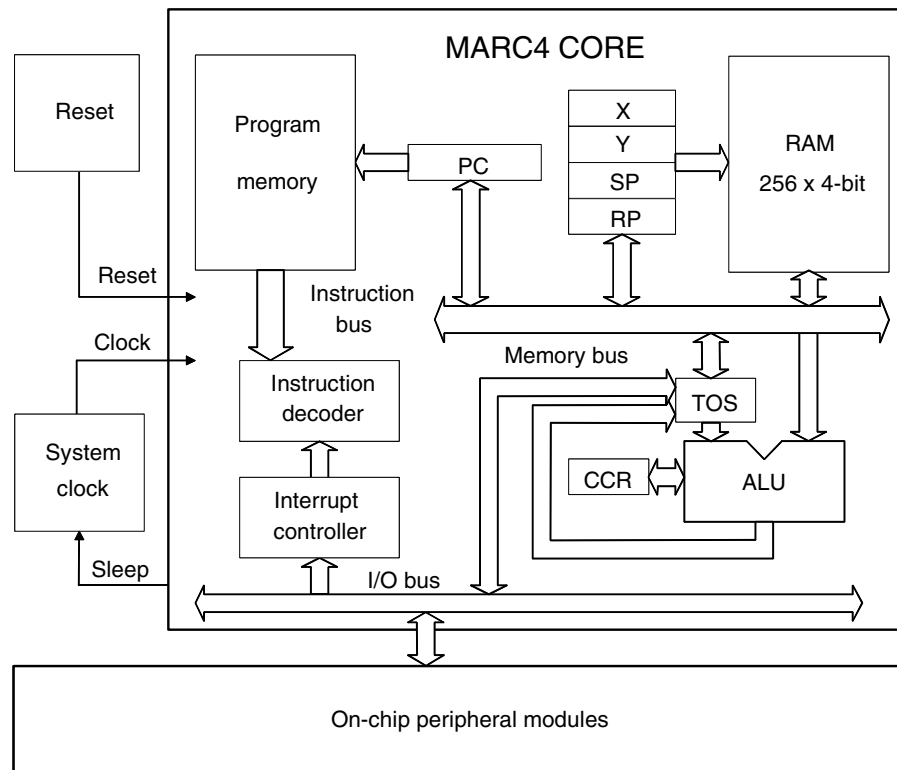 MARC4 CORE
Reset
Program
memory
PC
X
Y
SP
RP
RAM
256 x 4-bit
Reset
Clock
Instruction
bus
Memory bus
Instruction
decoder
TOS
System
clock
CCR
ALU
Interrupt
controller
Sleep
I/O bus
On-chip peripheral modules